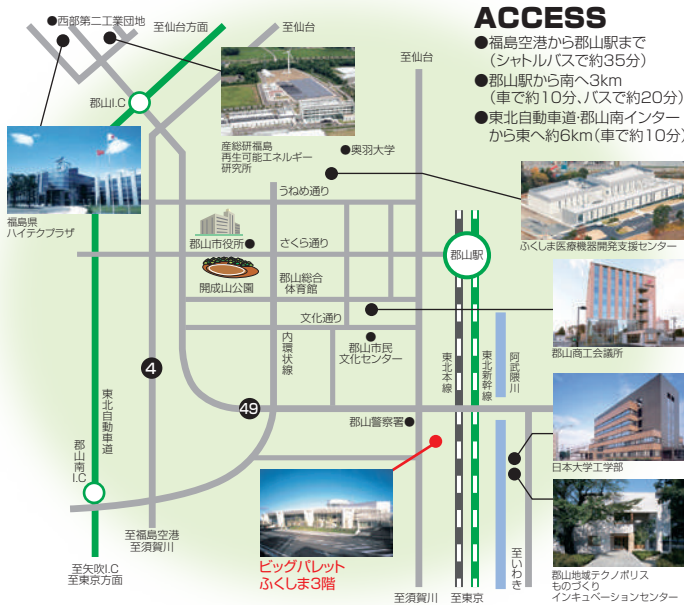 ACCESS
●福島空港から郡山駅まで
(シャトルバスで約35分)
●郡山駅から南へ3km
(車で約10分、バスで約20分)
●東北自動車道・郡山南インター
から東へ約6km(車で約10分)
●西部第二工業団地
至仙台方面
至仙台
至仙台
郡山I.C
福島県
ハイテクプラザ
産総研福島
再生可能エネルギー
研究所
●奥羽大学
うねめ通り
ふくしま医療機器開発支援センター
郡山市役所●
さくら通り
郡山駅
開成山公園
郡山総合
体育館
文化通り
郡山市民
文化センター
内環状線
郡山商工会議所
東北本線
東北新幹線
阿武隈川
4
49
東北自動車道
郡山警察署●
日本大学工学部
郡山南I.C
ビッグパレット
ふくしま3階
郡山地域テクノポリス
ものづくり
インキュベーションセンター
至福島空港
至須賀川
至矢吹I.C
至東京方面
至須賀川
至東京
至いわき